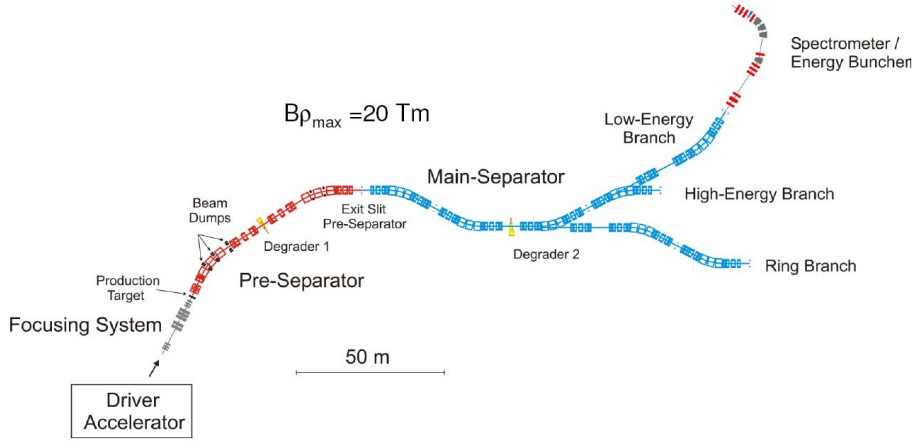 Spectrometer /
Energy Buncher
Bρmax =20 Tm
Low-Energy
Branch
Main-Separator
High-Energy Branch
Beam
Dumps
Exit Slit
Pre-Separator
Degrader 1
Degrader 2
Production
Target
Pre-Separator
Ring Branch
Focusing System
50 m
Driver
Accelerator